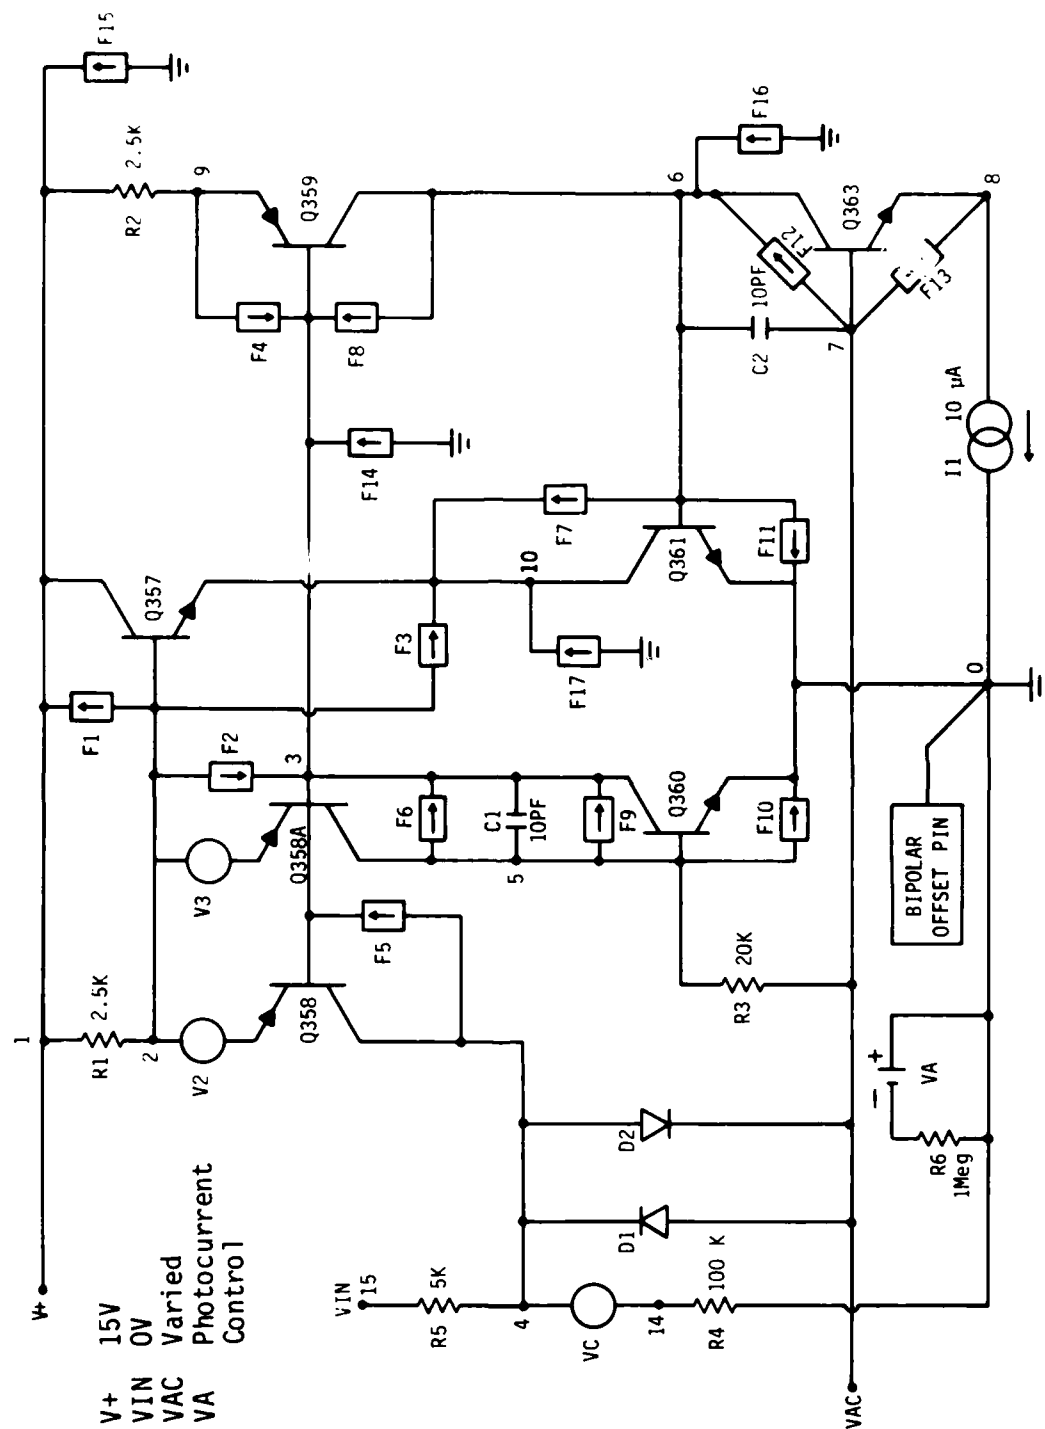 V+ 15V
VIN 0V
VAC Varied
VA Photocurrent
Control
V+
1
R1 2.5K
2
V2
V3
Q358
Q358A
F1
F2
3
Q357
F3
F5
F6
C1
10PF
F9
5
Q360
F10
R3 20K
F14
F17
10
F7
Q361
F11
R2 2.5K
9
F4
F8
Q359
F15
6
F16
F12
10PF
C2
7
Q363
F13
8
I1 10 µA
0
BIPOLAR
OFFSET PIN
VIN
15
R5 5K
4
VC
14
R4 100 K
D1
D2
VAC
− +
VA
R6
1Meg